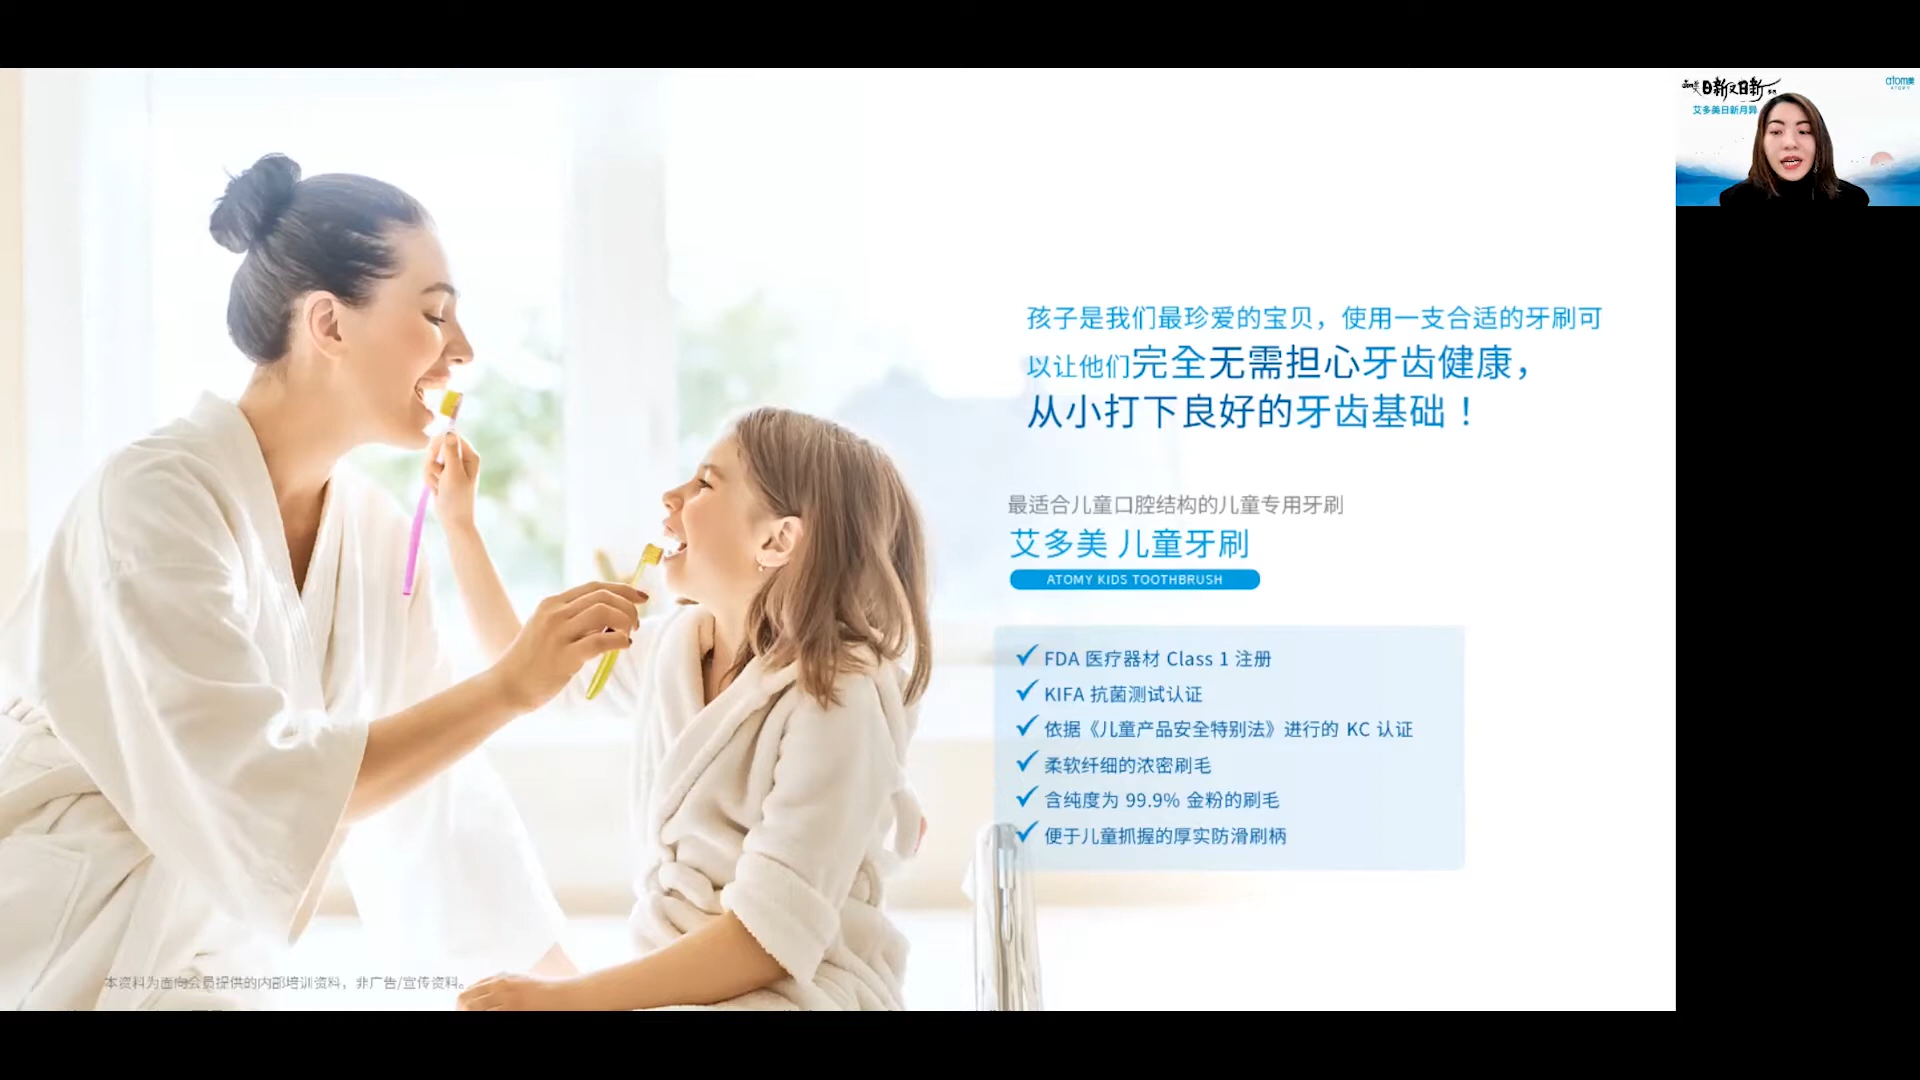 孩子是我们最珍爱的宝贝，使用一支合适的牙刷可
以让他们完全无需担心牙齿健康，
从小打下良好的牙齿基础！
最适合儿童口腔结构的儿童专用牙刷
艾多美 儿童牙刷
ATOMY KIDS TOOTHBRUSH
FDA 医疗器材 Class 1 注册
KIFA 抗菌测试认证
依据《儿童产品安全特别法》进行的 KC 认证
柔软纤细的浓密刷毛
含纯度为 99.9% 金粉的刷毛
便于儿童抓握的厚实防滑刷柄
本资料为面向会员提供的内部培训资料，非广告/宣传资料。
日新又日新
艾多美日新月异
atom美
ATOMY